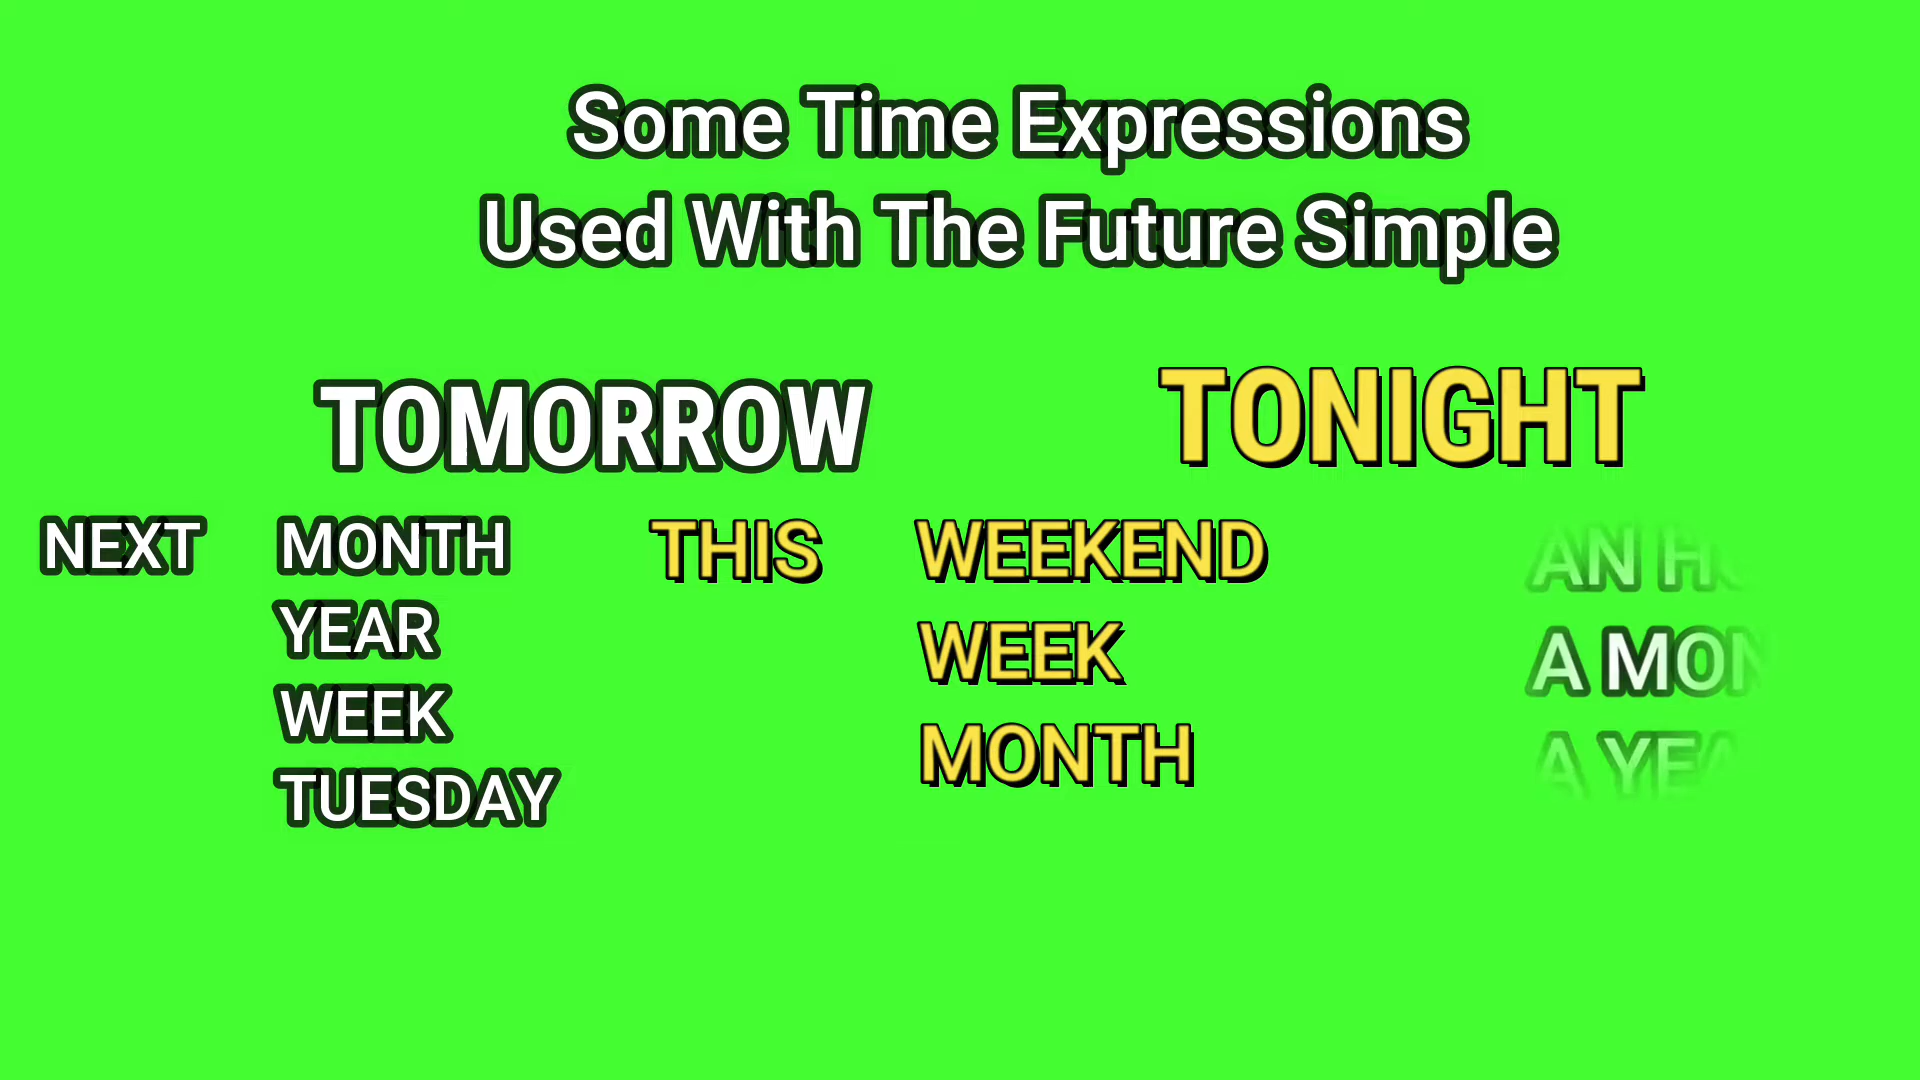 Some Time Expressions
Used With The Future Simple
TOMORROW
TONIGHT
NEXT MONTH
YEAR
WEEK
TUESDAY
THIS WEEKEND
WEEK
MONTH
AN
A
A